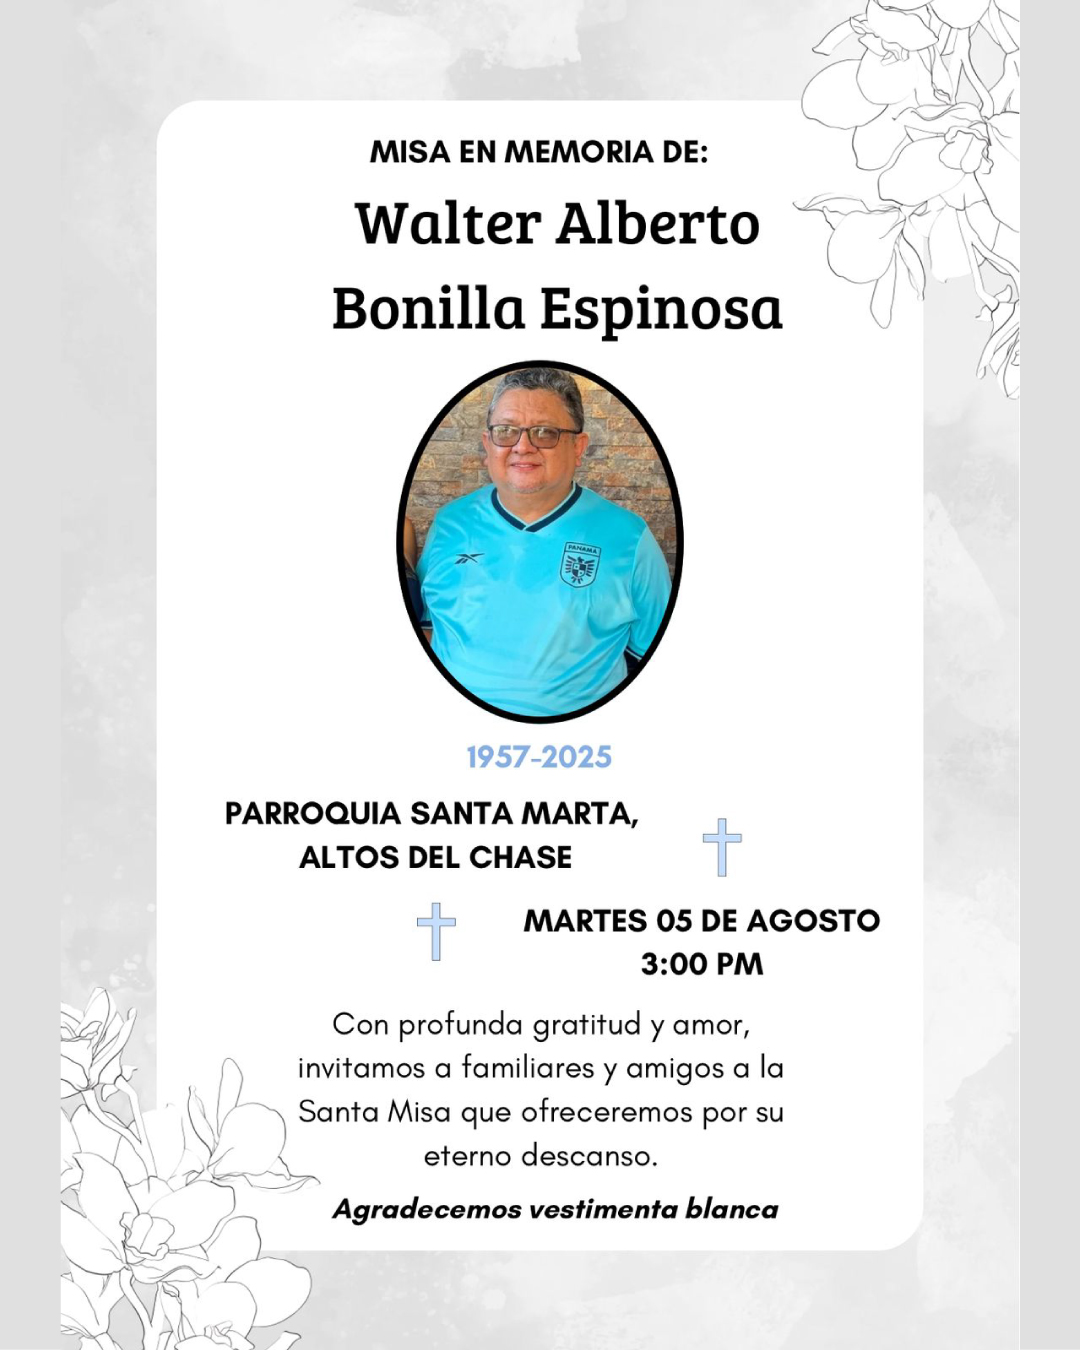 MISA EN MEMORIA DE:
Walter Alberto
Bonilla Espinosa
PANAMÁ
1957-2025
PARROQUIA SANTA MARTA,
ALTOS DEL CHASE
MARTES 05 DE AGOSTO
3:00 PM
Con profunda gratitud y amor,
invitamos a familiares y amigos a la
Santa Misa que ofreceremos por su
eterno descanso.
Agradecemos vestimenta blanca